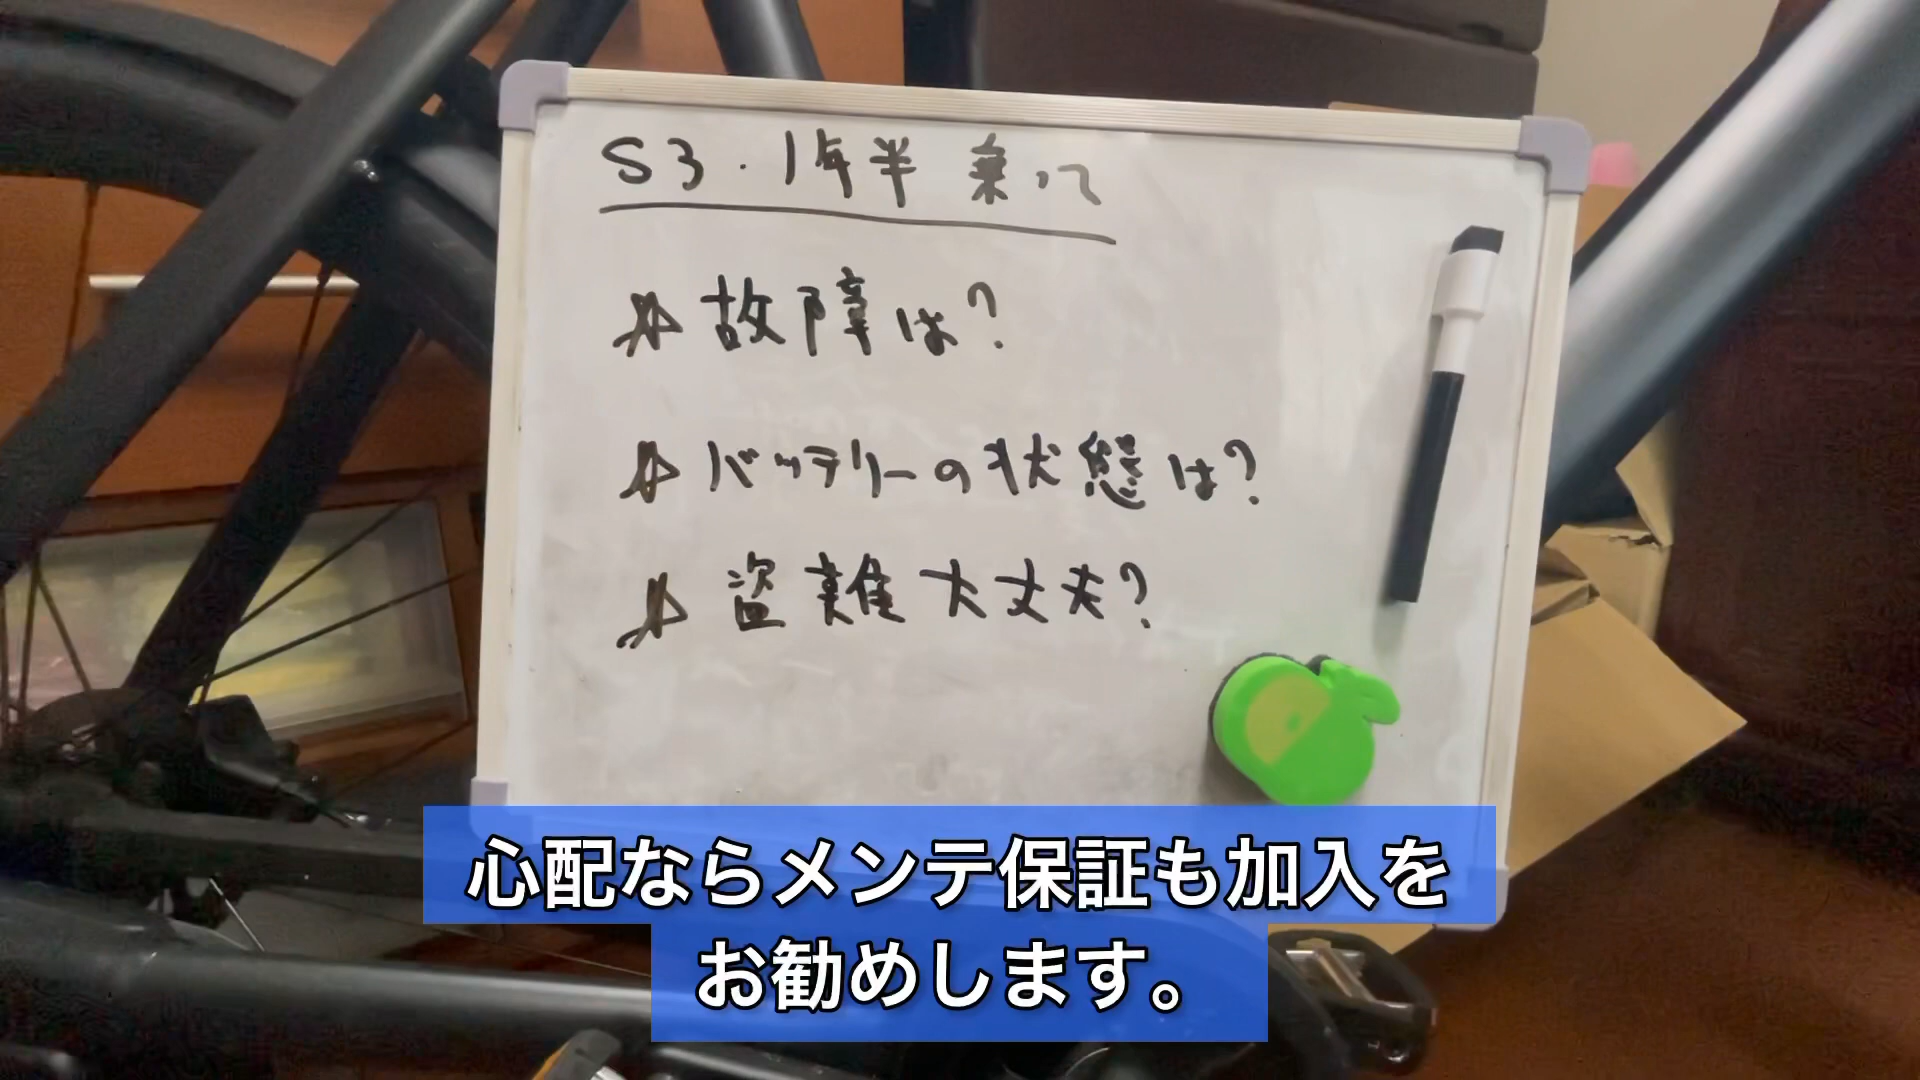 S3・1年半 乗って
故障は?
バッテリーの状態は?
盗難大丈夫?
心配ならメンテ保証も加入を
お勧めします。